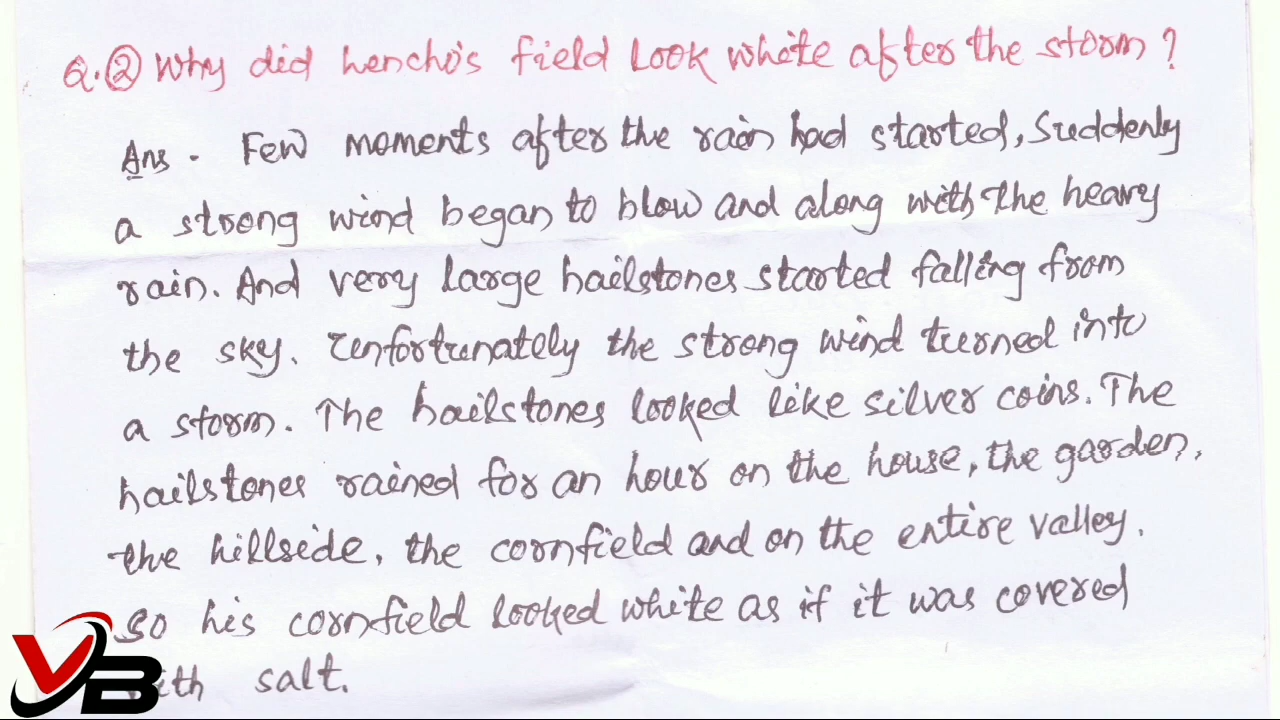 Q.② Why did hencho's field look white after the storm?
Ans. Few moments after the rain had started, Suddenly
a strong wind began to blow and along with the heavy
rain. And very large hailstones started falling from
the sky. Unfortunately the strong wind turned into
a storm. The hailstones looked like silver coins. The
hailstones rained for an hour on the house, the garden,
the hillside, the cornfield and on the entire valley.
So his cornfield looked white as if it was covered
with salt.
VB